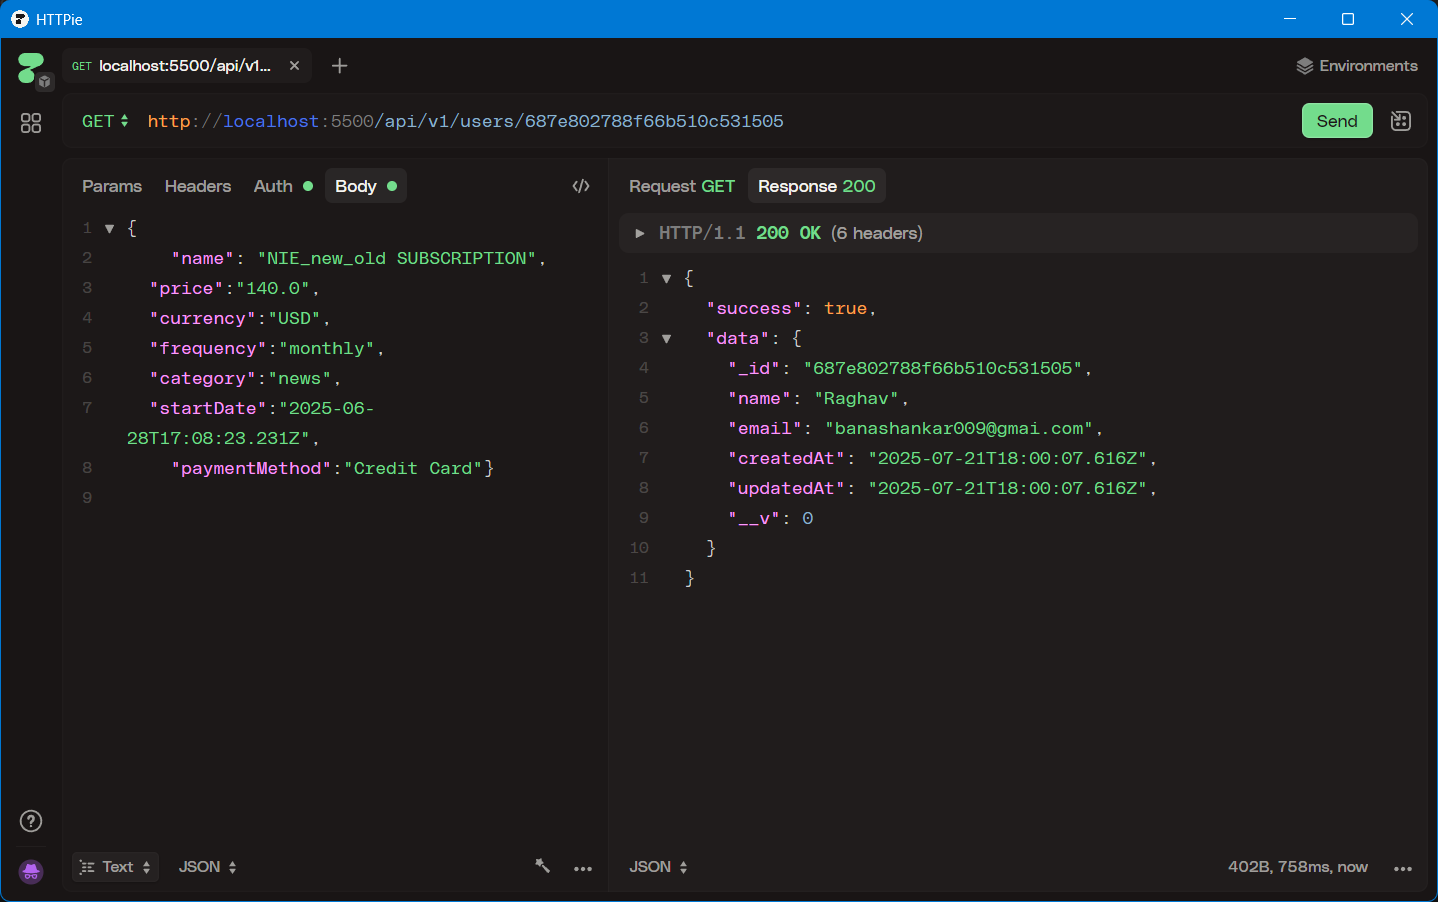 HTTPie
GET localhost:5500/api/v1...
Environments
GET http://localhost:5500/api/v1/users/687e802788f66b510c531505
Send
Params Headers Auth Body
1 {
2 "name": "NIE_new_old SUBSCRIPTION",
3 "price":"140.0",
4 "currency":"USD",
5 "frequency":"monthly",
6 "category":"news",
7 "startDate":"2025-06-
28T17:08:23.231Z",
8 "paymentMethod":"Credit Card"}
9
Text JSON
Request GET Response 200
HTTP/1.1 200 OK (6 headers)
1 {
2 "success": true,
3 "data": {
4 "_id": "687e802788f66b510c531505",
5 "name": "Raghav",
6 "email": "banashankar009@gmai.com",
7 "createdAt": "2025-07-21T18:00:07.616Z",
8 "updatedAt": "2025-07-21T18:00:07.616Z",
9 "__v": 0
10 }
11 }
JSON
402B, 758ms, now